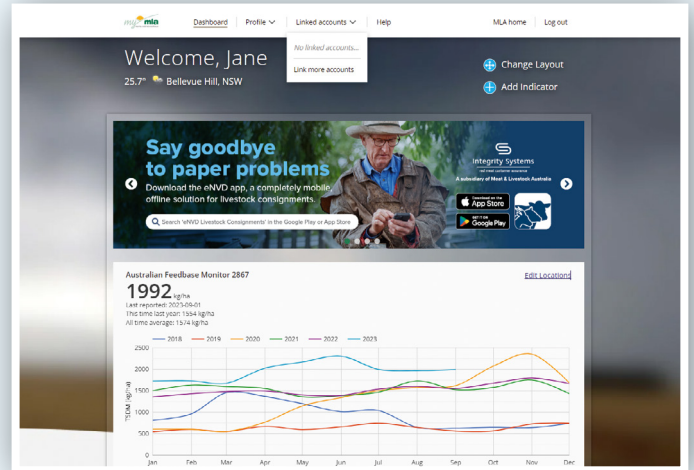 my mla
Dashboard
Profile
Linked accounts
Help
MLA home
Log out
No linked accounts...
Link more accounts
Welcome, Jane
25.7° Bellevue Hill, NSW
Change Layout
Add Indicator
Say goodbye
to paper problems
Download the eNVD app, a completely mobile,
offline solution for livestock consignments.
Search 'eNVD Livestock Consignments' in the Google Play or App Store
Integrity Systems
A subsidiary of Meat & Livestock Australia
Download on the
App Store
GET IT ON
Google Play
Australian Feedbase Monitor 2867
Edit Locations
1992 kg/ha
Last reported: 2023-09-01
This time last year: 1554 kg/ha
All time average: 1574 kg/ha
2018 2019 2020 2021 2022 2023
TSDM (kg/ha)
2500
2000
1500
1000
500
0
Jan Feb Mar Apr May Jun Jul Aug Sep Oct Nov Dec